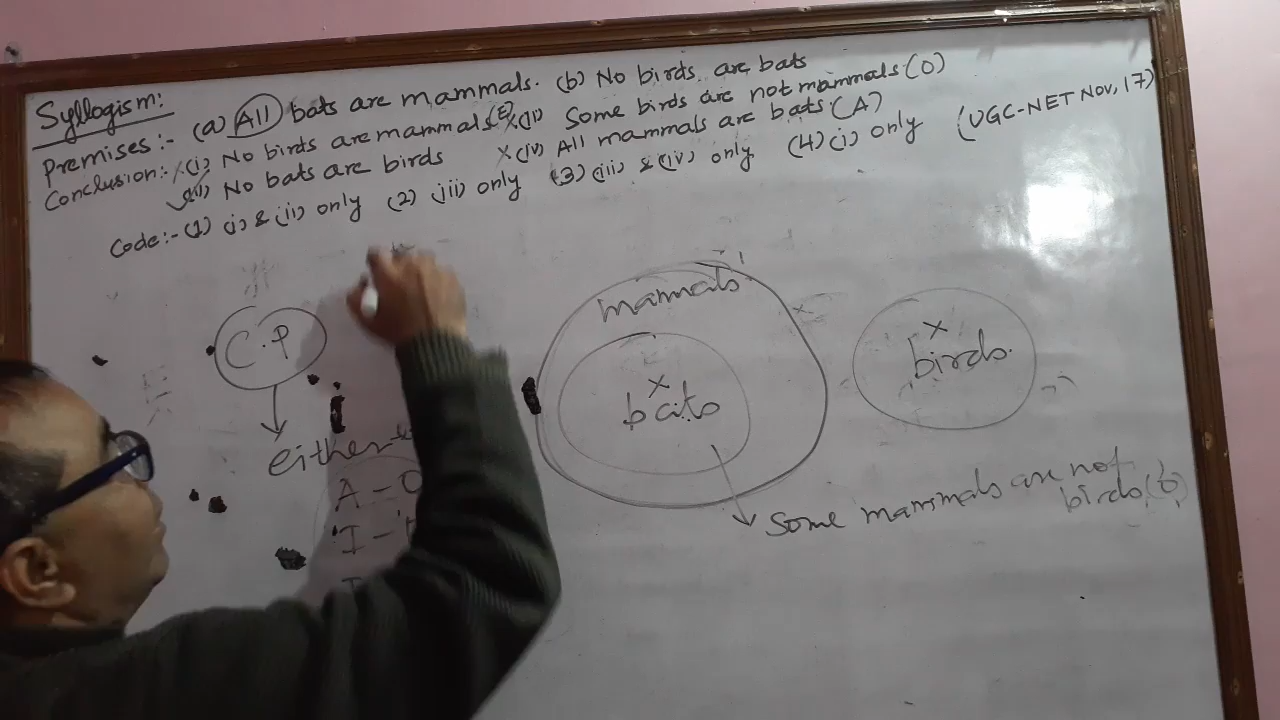 Syllogism:
Premises:- (a) All bats are mammals. (b) No birds are bats
Conclusion:- x(i) No birds are mammals(E) x(ii) Some birds are not mammals(O)
(iii) No bats are birds x(iv) All mammals are bats(A)
Code:- (1) (i) & (ii) only (2) (iii) only (3) (iii) & (iv) only (4) (i) only (UGC-NET Nov, 17)
C.P
either
A - O
I -
mammals
x
bats
x
birds.
Some mammals are not
birds